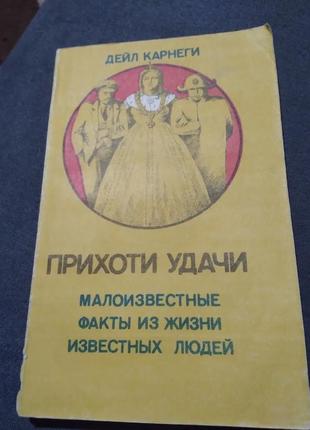 ДЕЙЛ КАРНЕГИ
ПРИХОТИ УДАЧИ
МАЛОИЗВЕСТНЫЕ
ФАКТЫ ИЗ ЖИЗНИ
ИЗВЕСТНЫХ ЛЮДЕЙ